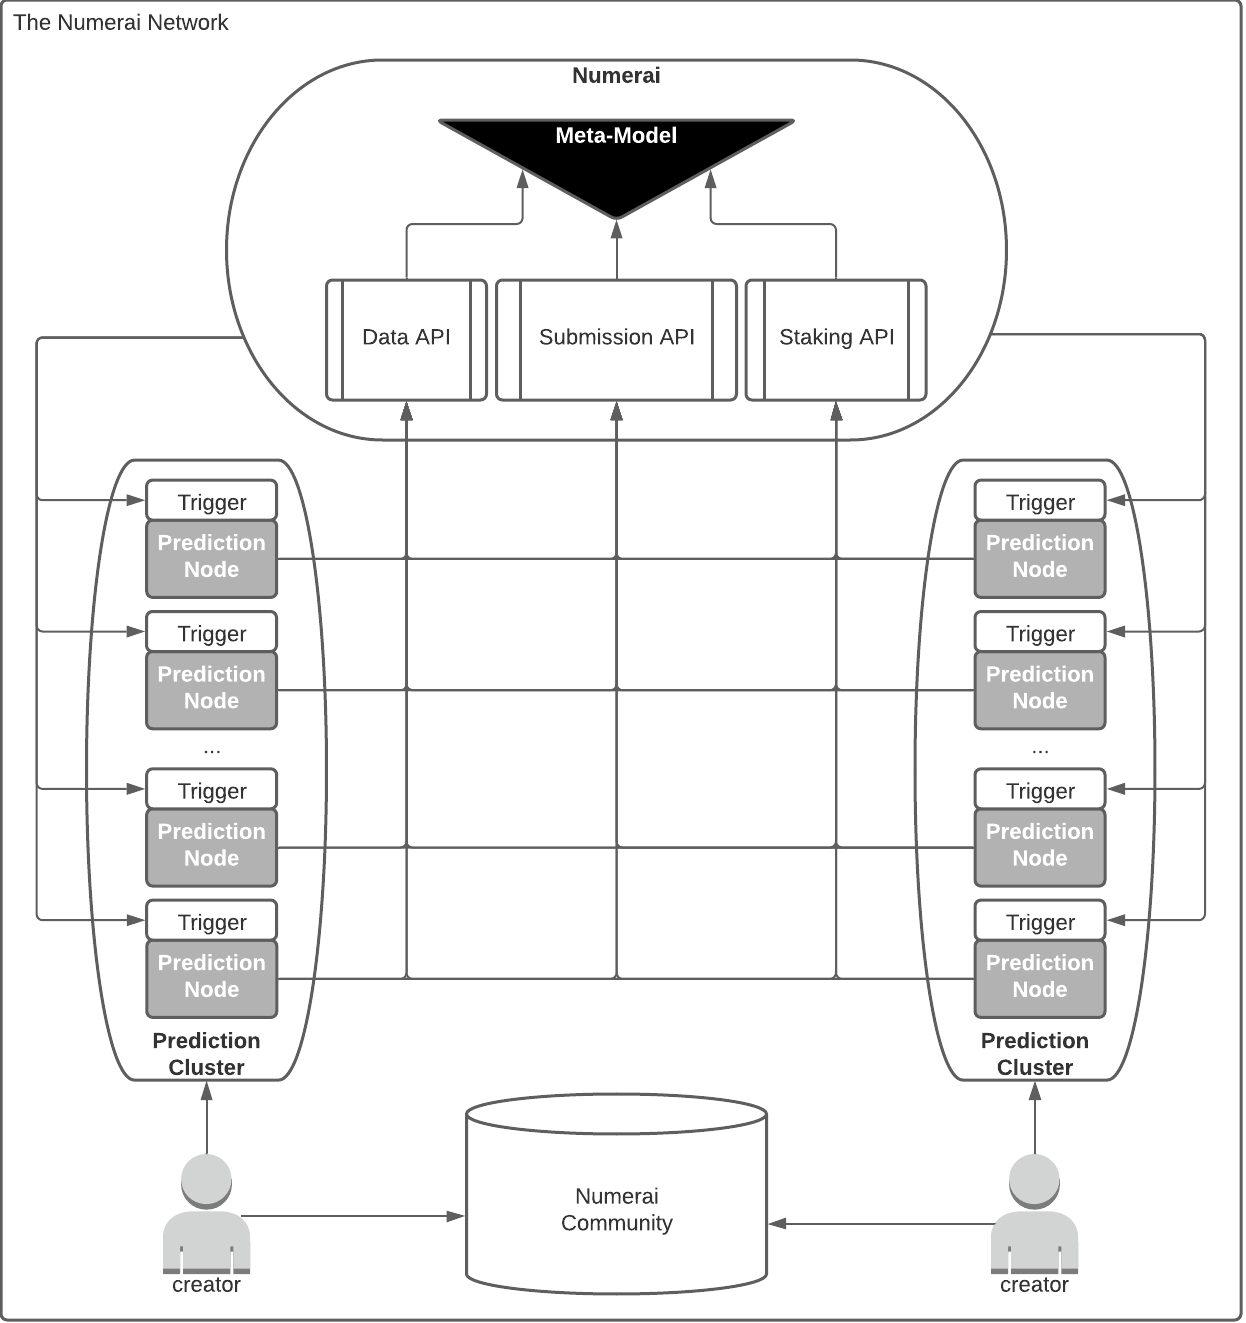 The Numerai Network
Numerai
Meta-Model
Data API
Submission API
Staking API
Trigger
Prediction
Node
Trigger
Prediction
Node
...
Trigger
Prediction
Node
Trigger
Prediction
Node
Prediction
Cluster
Trigger
Prediction
Node
Trigger
Prediction
Node
...
Trigger
Prediction
Node
Trigger
Prediction
Node
Prediction
Cluster
Numerai
Community
creator
creator